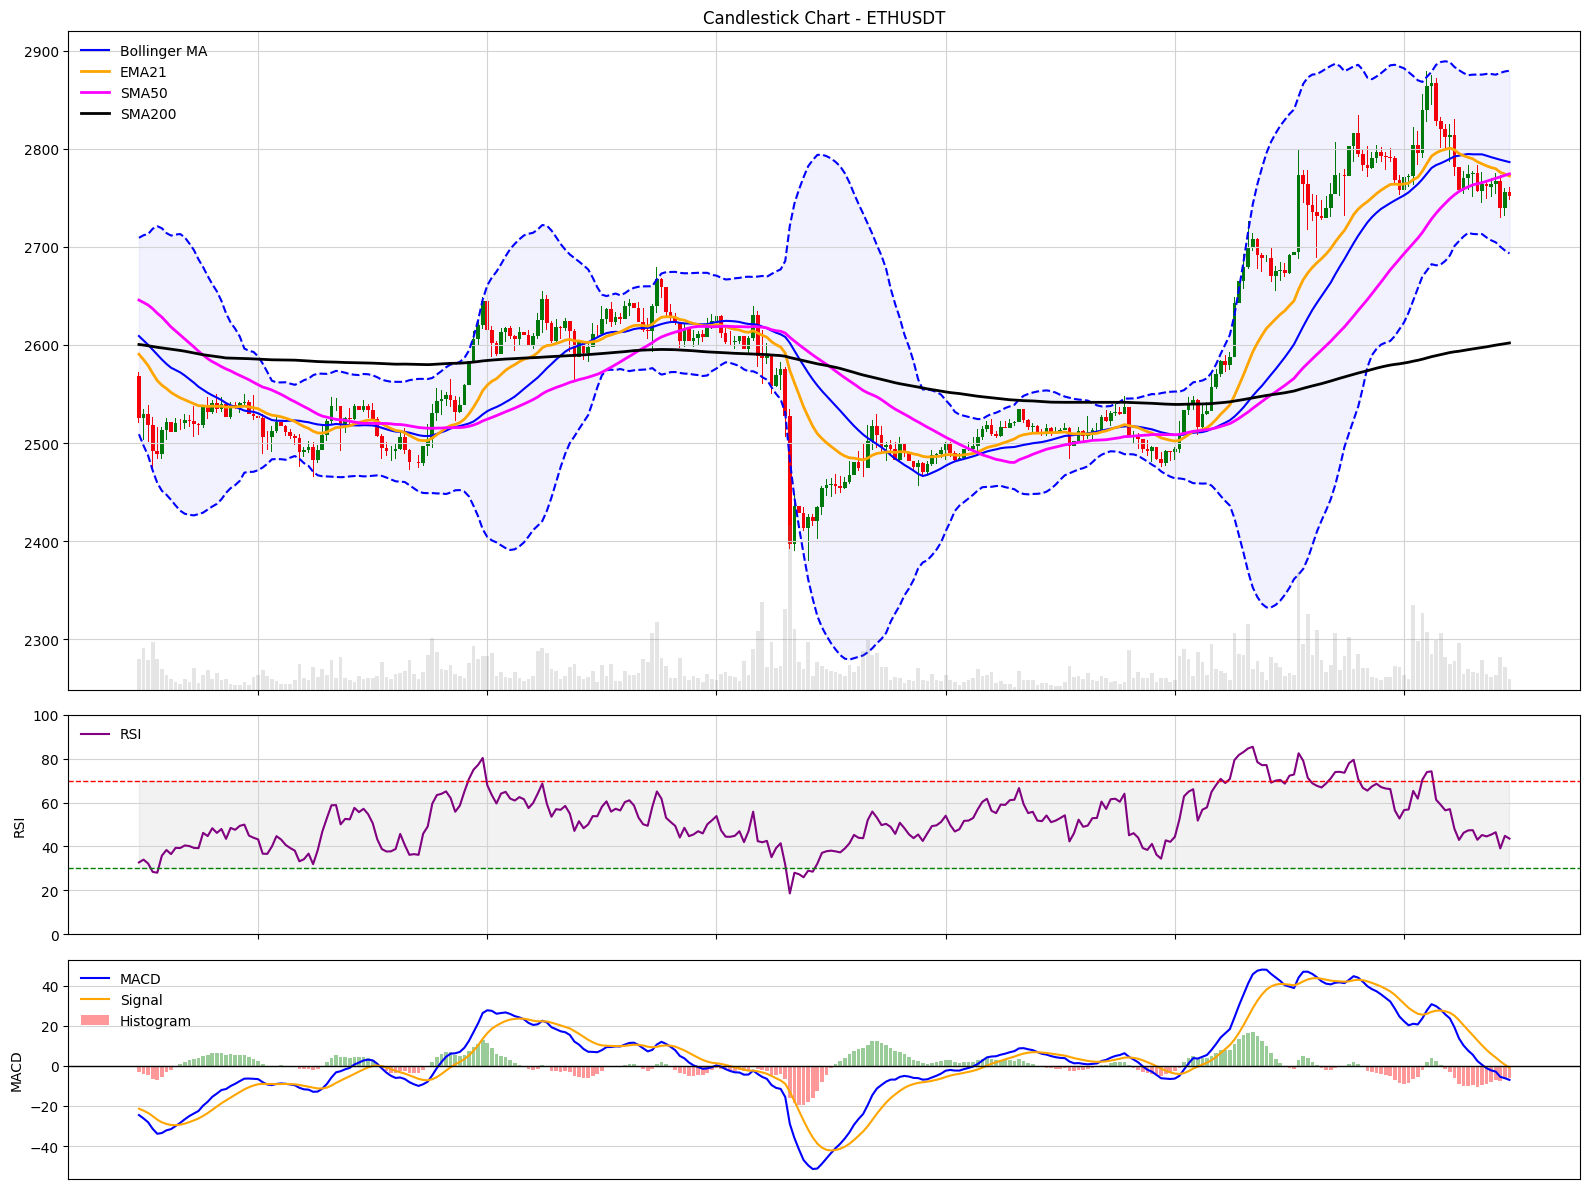 Candlestick Chart - ETHUSDT
2900
2800
2700
2600
2500
2400
2300
Bollinger MA
EMA21
SMA50
SMA200
100
80
60
40
20
0
RSI
RSI
40
20
0
−20
−40
MACD
MACD
Signal
Histogram